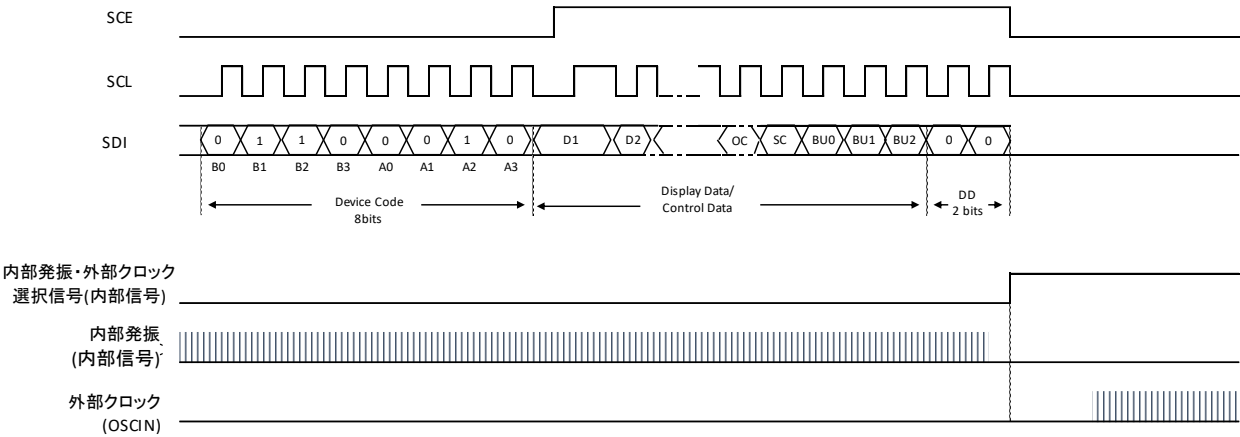 SCE
SCL
SDI
0 1 1 0 0 0 1 0 D1 D2 OC SC BU0 BU1 BU2 0 0
B0 B1 B2 B3 A0 A1 A2 A3
Device Code
8bits
Display Data/
Control Data
DD
2 bits
内部発振・外部クロック
選択信号(内部信号)
内部発振
(内部信号)
外部クロック
(OSCIN)